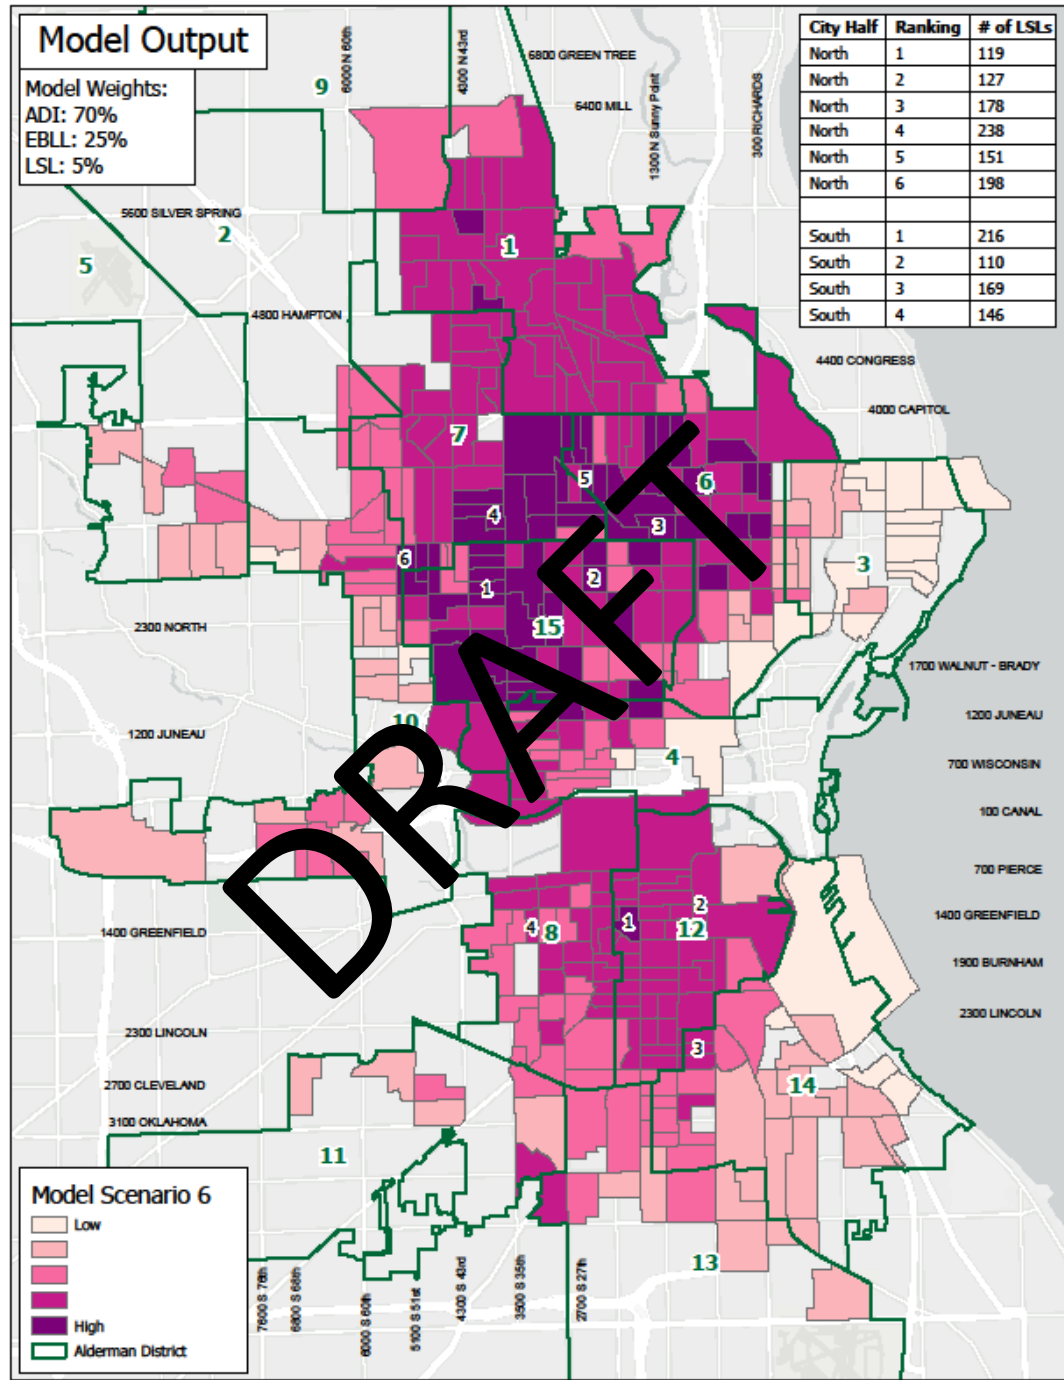 Model Output
Model Weights:
ADI: 70%
EBLL: 25%
LSL: 5%
City Half Ranking # of LSLs
North 1 119
North 2 127
North 3 178
North 4 238
North 5 151
North 6 198
South 1 216
South 2 110
South 3 169
South 4 146
9
6000 N 60th
4300 N 43rd
6800 GREEN TREE
6400 MILL
1300 N Sunny Point
300 RICHARDS
5600 SILVER SPRING
2
5
1
4800 HAMPTON
4400 CONGRESS
4000 CAPITOL
7
5
6
4
3
6
3
1
2
2300 NORTH
15
1700 WALNUT - BRADY
10
1200 JUNEAU
1200 JUNEAU
4
700 WISCONSIN
100 CANAL
DRAFT
700 PIERCE
1400 GREENFIELD
4
8
1
2
12
1400 GREENFIELD
1900 BURNHAM
2300 LINCOLN
2300 LINCOLN
3
2700 CLEVELAND
14
3100 OKLAHOMA
11
13
Model Scenario 6
Low
High
Alderman District
7600 S 76th
6800 S 68th
6000 S 60th
5100 S 51st
4300 S 43rd
3500 S 35th
2700 S 27th